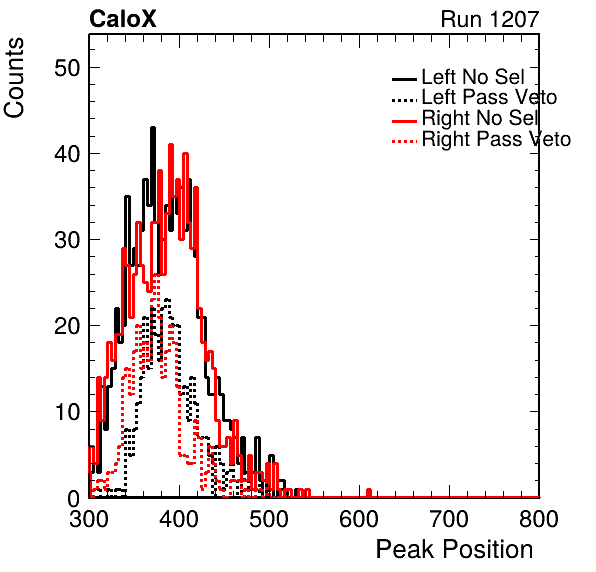 CaloX Run 1207
Counts
50
40
30
20
10
0
Left No Sel
Left Pass Veto
Right No Sel
Right Pass Veto
300 400 500 600 700 800
Peak Position